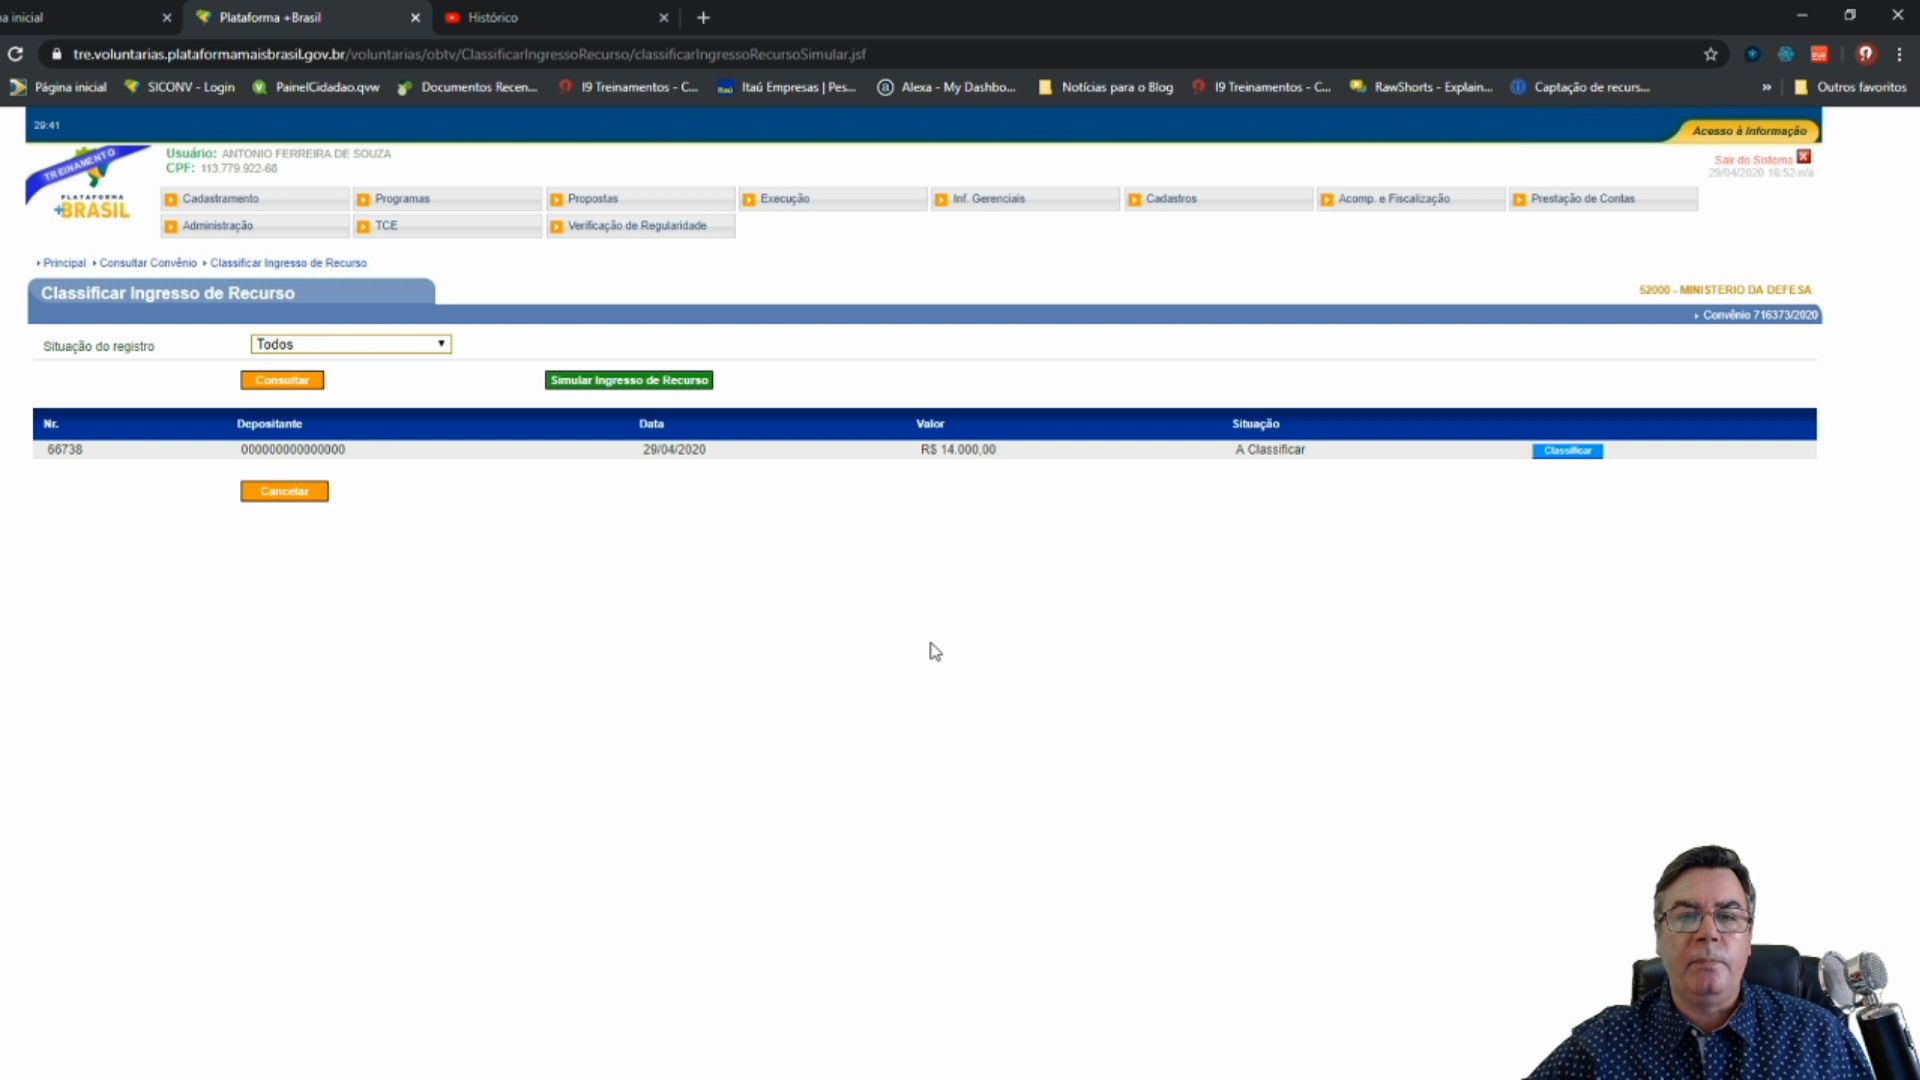 a inicial
Plataforma +Brasil
Histórico
tre.voluntarias.plataformamaisbrasil.gov.br/voluntarias/obtv/ClassificarIngressoRecurso/classificarIngressoRecursoSimular.jsf
Página inicial
SICONV - Login
PainelCidadao.qvw
Documentos Recen...
I9 Treinamentos - C...
Itaú Empresas | Pes...
Alexa - My Dashbo...
Notícias para o Blog
I9 Treinamentos - C...
RawShorts - Explain...
Captação de recurs...
»
Outros favoritos
29:41
Acesso à Informação
TREINAMENTO
PLATAFORMA
+BRASIL
Usuário: ANTONIO FERREIRA DE SOUZA
CPF: 113.779.922-68
Sair do Sistema
29/04/2020 16:52-n/a
Cadastramento
Programas
Propostas
Execução
Inf. Gerenciais
Cadastros
Acomp. e Fiscalização
Prestação de Contas
Administração
TCE
Verificação de Regularidade
Principal Consultar Convênio Classificar Ingresso de Recurso
Classificar Ingresso de Recurso
52000 - MINISTERIO DA DEFESA
Convênio 716373/2020
Situação do registro
Todos
Consultar
Simular Ingresso de Recurso
Nr. Depositante Data Valor Situação
66738 000000000000000 29/04/2020 R$ 14.000,00 A Classificar Classificar
Cancelar